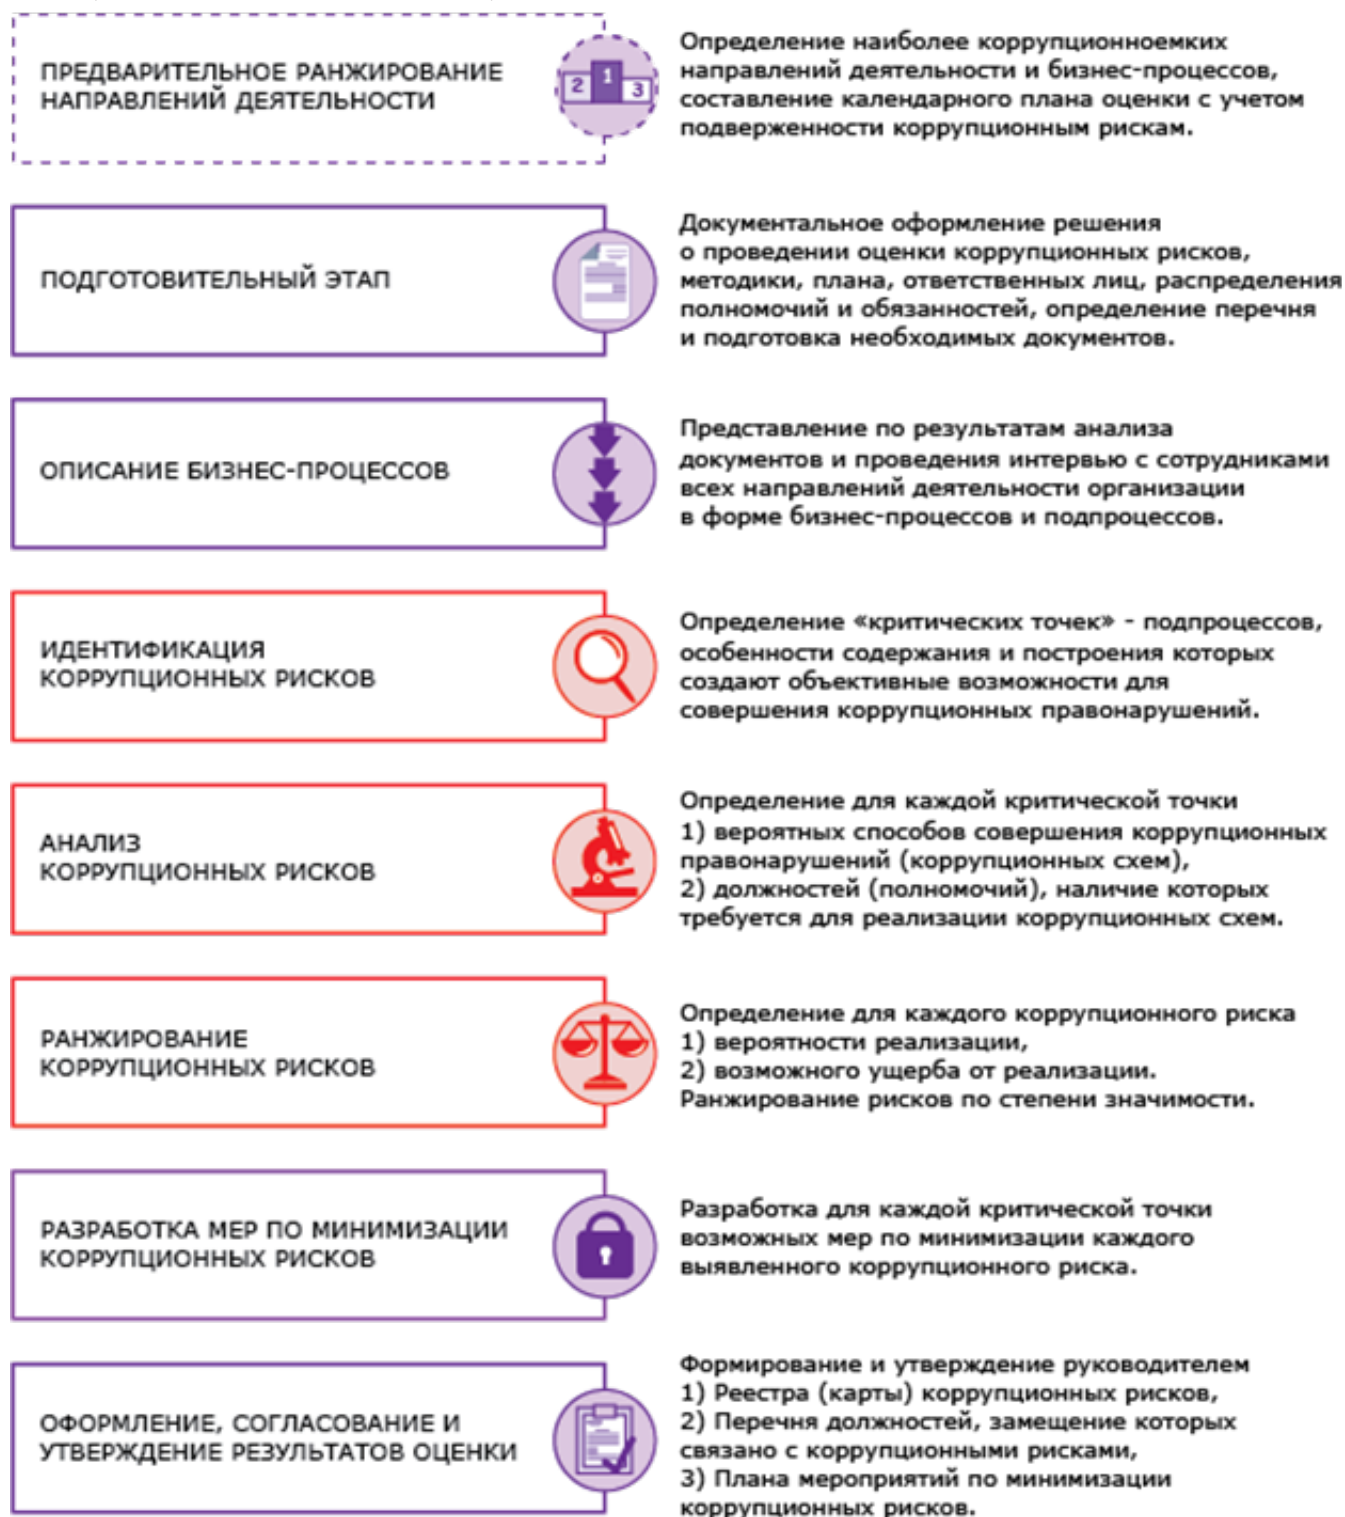 ПРЕДВАРИТЕЛЬНОЕ РАНЖИРОВАНИЕ
НАПРАВЛЕНИЙ ДЕЯТЕЛЬНОСТИ
2 1 3
Определение наиболее коррупционноемких
направлений деятельности и бизнес-процессов,
составление календарного плана оценки с учетом
подверженности коррупционным рискам.
ПОДГОТОВИТЕЛЬНЫЙ ЭТАП
Документальное оформление решения
о проведении оценки коррупционных рисков,
методики, плана, ответственных лиц, распределения
полномочий и обязанностей, определение перечня
и подготовка необходимых документов.
ОПИСАНИЕ БИЗНЕС-ПРОЦЕССОВ
Представление по результатам анализа
документов и проведения интервью с сотрудниками
всех направлений деятельности организации
в форме бизнес-процессов и подпроцессов.
ИДЕНТИФИКАЦИЯ
КОРРУПЦИОННЫХ РИСКОВ
Определение «критических точек» - подпроцессов,
особенности содержания и построения которых
создают объективные возможности для
совершения коррупционных правонарушений.
АНАЛИЗ
КОРРУПЦИОННЫХ РИСКОВ
Определение для каждой критической точки
1) вероятных способов совершения коррупционных
правонарушений (коррупционных схем),
2) должностей (полномочий), наличие которых
требуется для реализации коррупционных схем.
РАНЖИРОВАНИЕ
КОРРУПЦИОННЫХ РИСКОВ
Определение для каждого коррупционного риска
1) вероятности реализации,
2) возможного ущерба от реализации.
Ранжирование рисков по степени значимости.
РАЗРАБОТКА МЕР ПО МИНИМИЗАЦИИ
КОРРУПЦИОННЫХ РИСКОВ
Разработка для каждой критической точки
возможных мер по минимизации каждого
выявленного коррупционного риска.
ОФОРМЛЕНИЕ, СОГЛАСОВАНИЕ И
УТВЕРЖДЕНИЕ РЕЗУЛЬТАТОВ ОЦЕНКИ
Формирование и утверждение руководителем
1) Реестра (карты) коррупционных рисков,
2) Перечня должностей, замещение которых
связано с коррупционными рисками,
3) Плана мероприятий по минимизации
коррупционных рисков.